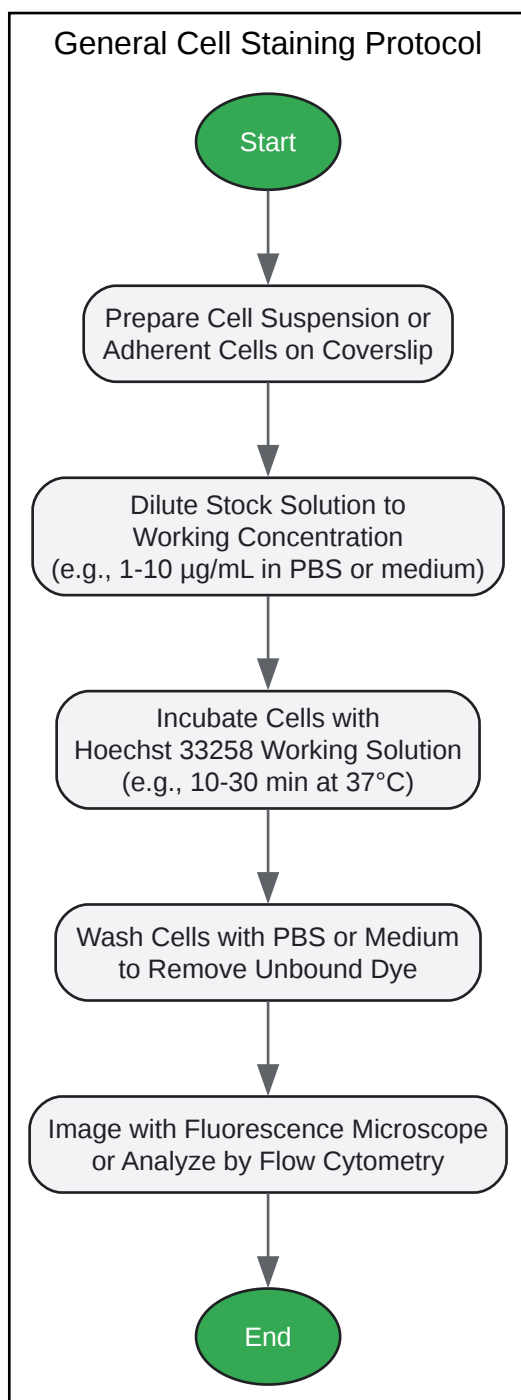 General Cell Staining Protocol
Start
Prepare Cell Suspension or
Adherent Cells on Coverslip
Dilute Stock Solution to
Working Concentration
(e.g., 1-10 µg/mL in PBS or medium)
Incubate Cells with
Hoechst 33258 Working Solution
(e.g., 10-30 min at 37°C)
Wash Cells with PBS or Medium
to Remove Unbound Dye
Image with Fluorescence Microscope
or Analyze by Flow Cytometry
End